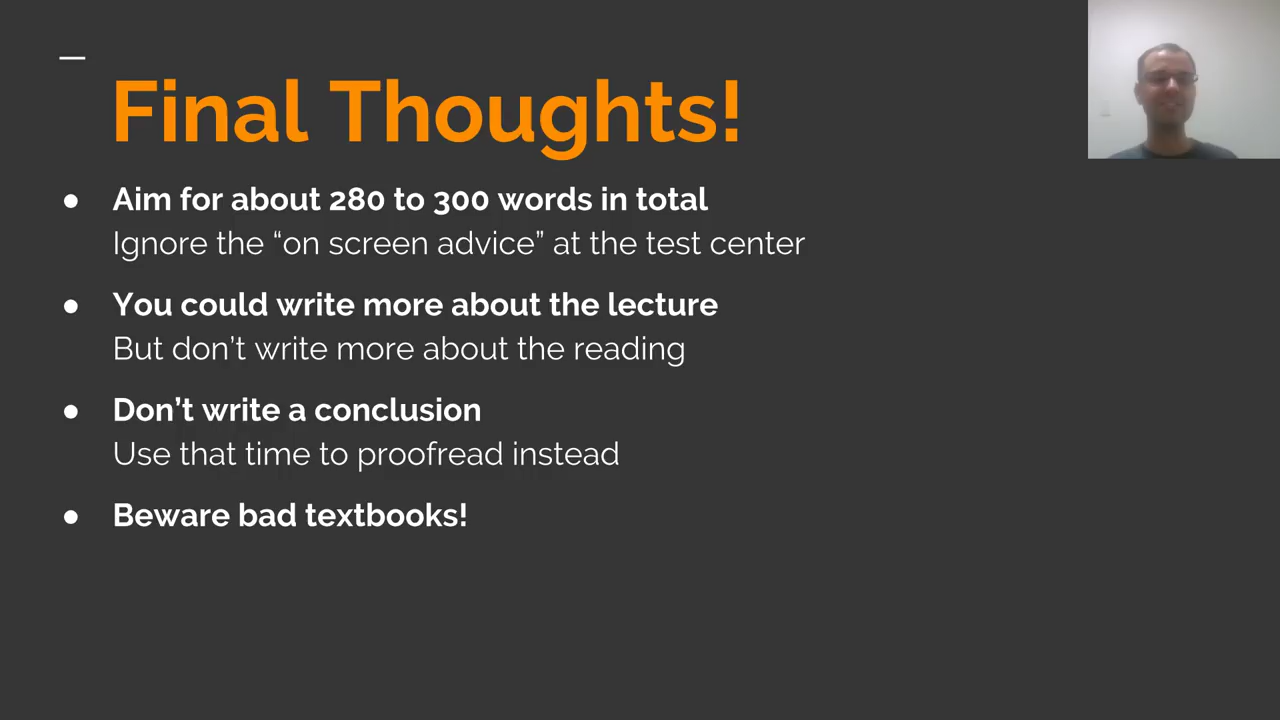 Final Thoughts!
● Aim for about 280 to 300 words in total
Ignore the “on screen advice” at the test center
● You could write more about the lecture
But don’t write more about the reading
● Don’t write a conclusion
Use that time to proofread instead
● Beware bad textbooks!